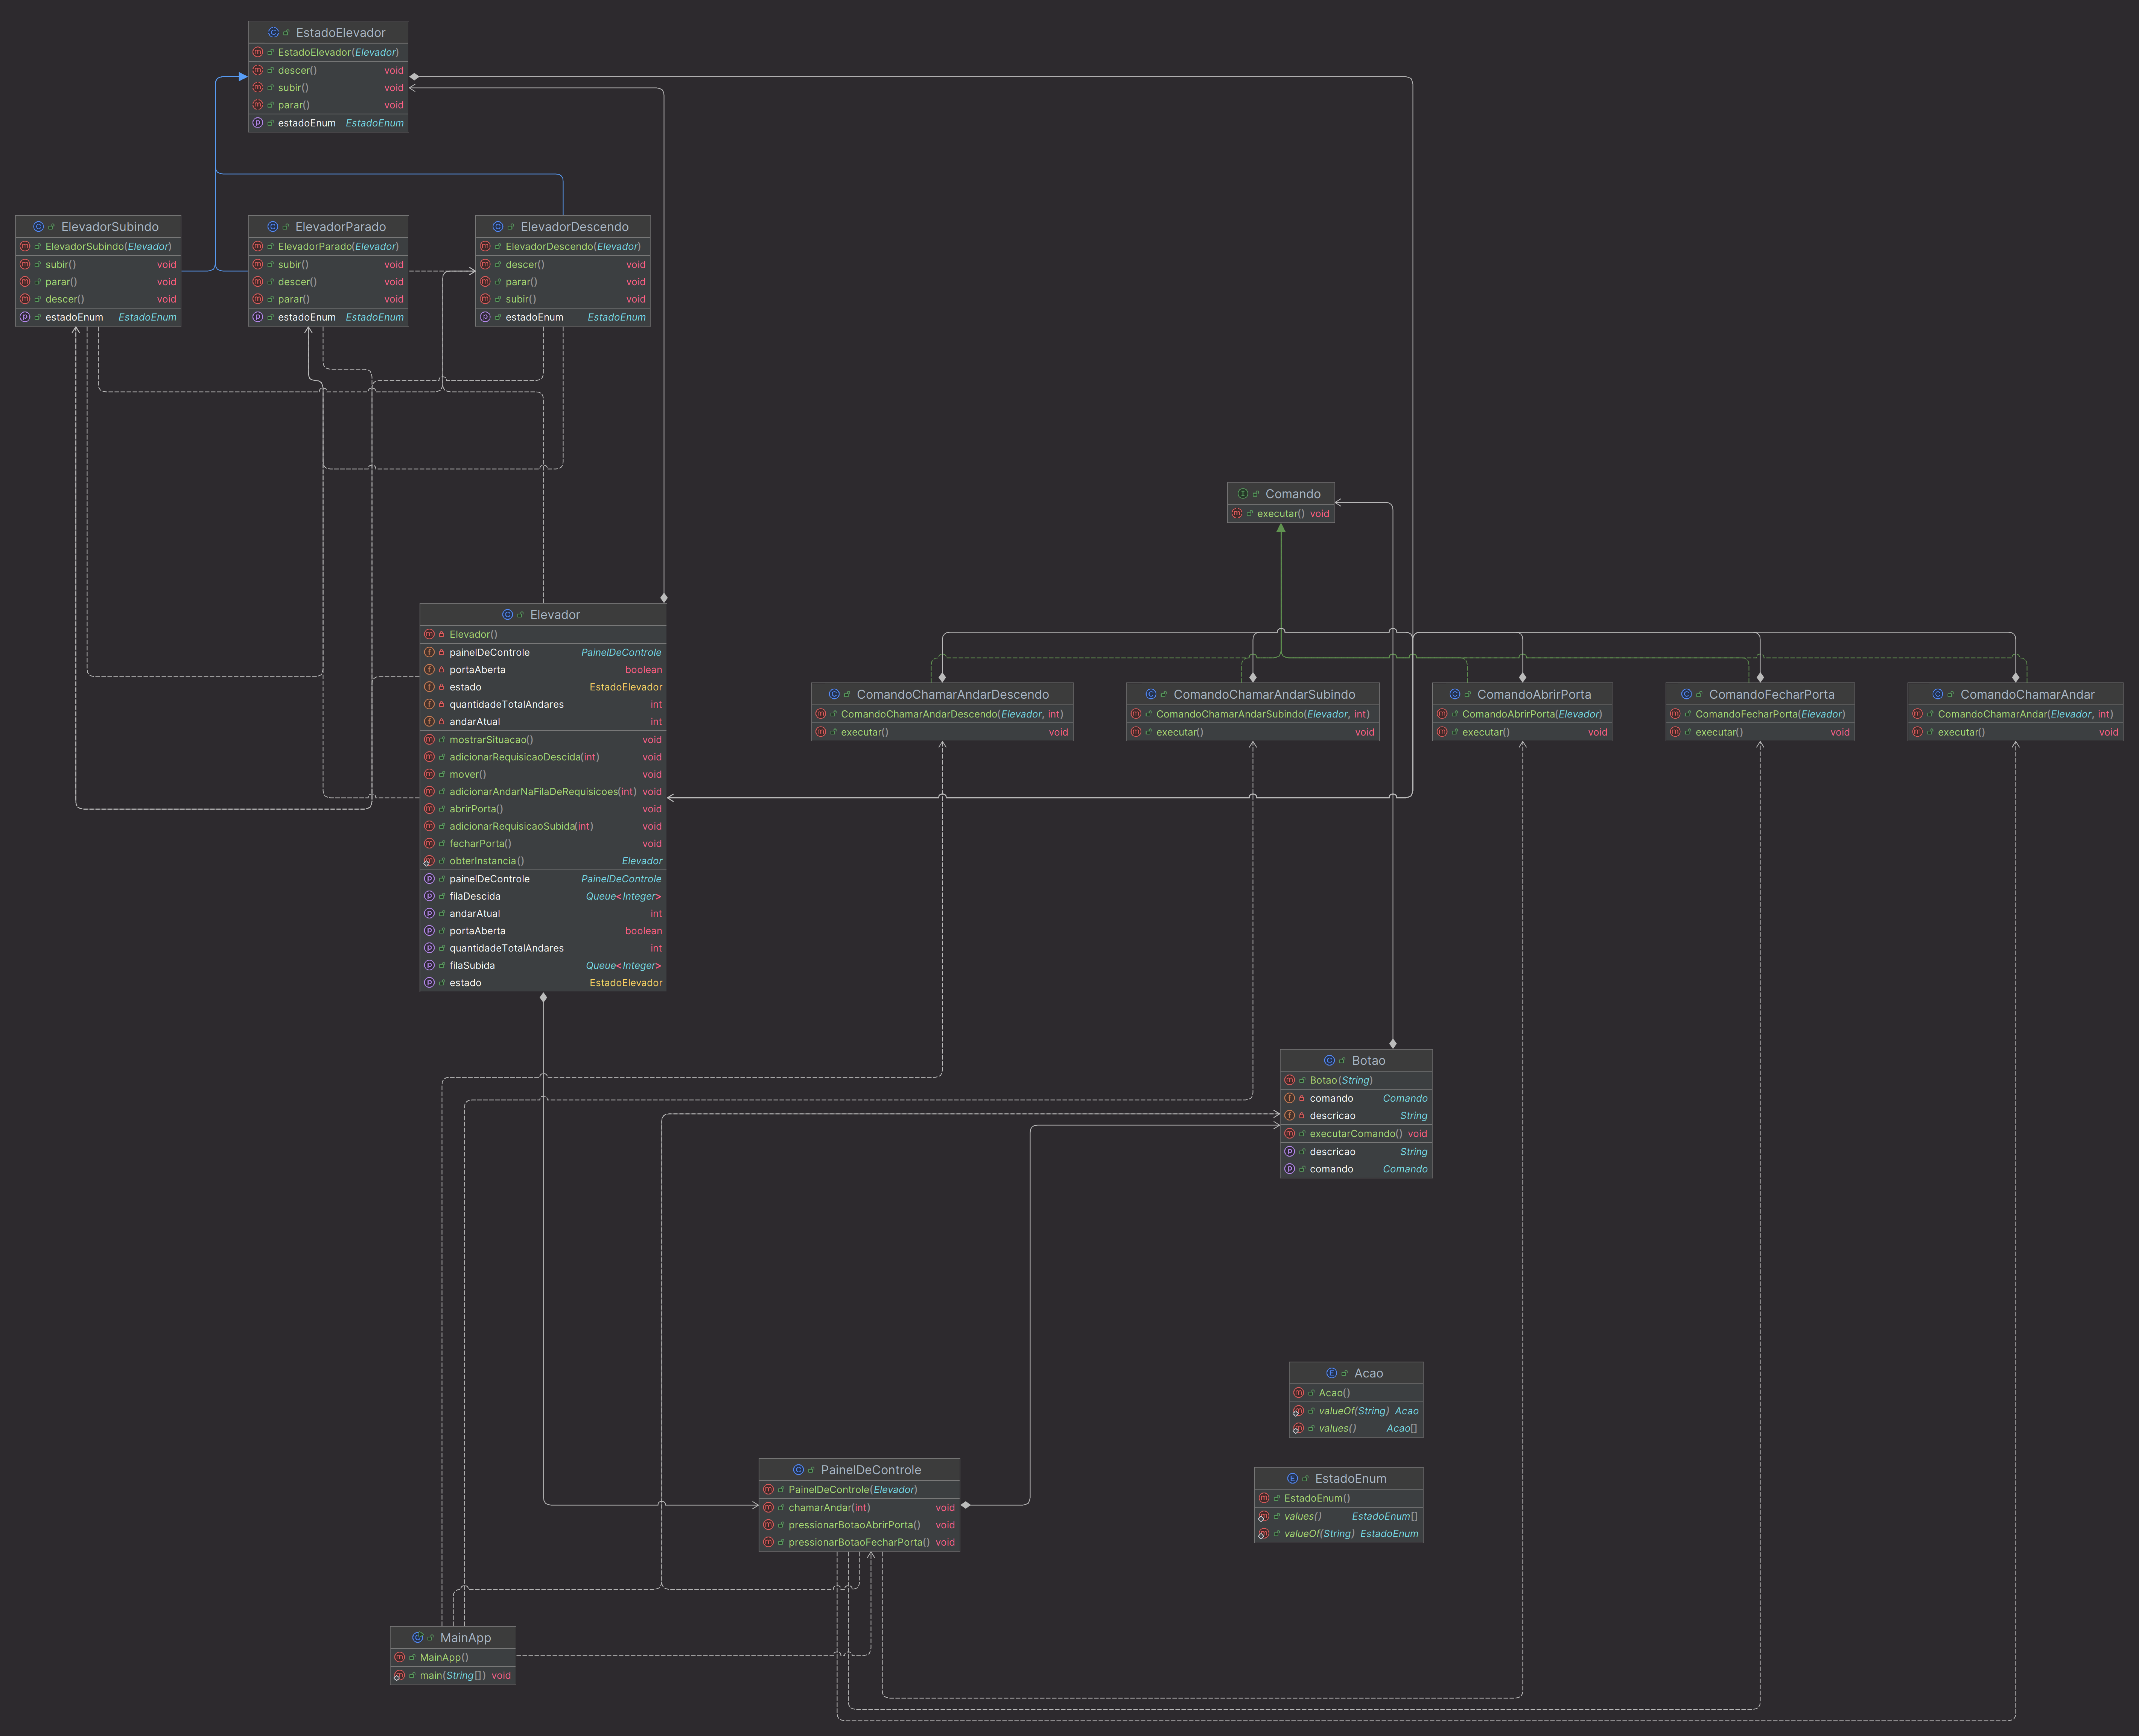 EstadoElevador
EstadoElevador(Elevador)
descer() void
subir() void
parar() void
estadoEnum EstadoEnum
ElevadorSubindo
ElevadorSubindo(Elevador)
subir() void
parar() void
descer() void
estadoEnum EstadoEnum
ElevadorParado
ElevadorParado(Elevador)
subir() void
descer() void
parar() void
estadoEnum EstadoEnum
ElevadorDescendo
ElevadorDescendo(Elevador)
descer() void
parar() void
subir() void
estadoEnum EstadoEnum
Comando
executar() void
Elevador
Elevador()
painelDeControle PainelDeControle
portaAberta boolean
estado EstadoElevador
quantidadeTotalAndares int
andarAtual int
mostrarSituacao() void
adicionarRequisicaoDescida(int) void
mover() void
adicionarAndarNaFilaDeRequisicoes(int) void
abrirPorta() void
adicionarRequisicaoSubida(int) void
fecharPorta() void
obterInstancia() Elevador
painelDeControle PainelDeControle
filaDescida Queue<Integer>
andarAtual int
portaAberta boolean
quantidadeTotalAndares int
filaSubida Queue<Integer>
estado EstadoElevador
ComandoChamarAndarDescendo
ComandoChamarAndarDescendo(Elevador, int)
executar() void
ComandoChamarAndarSubindo
ComandoChamarAndarSubindo(Elevador, int)
executar() void
ComandoAbrirPorta
ComandoAbrirPorta(Elevador)
executar() void
ComandoFecharPorta
ComandoFecharPorta(Elevador)
executar() void
ComandoChamarAndar
ComandoChamarAndar(Elevador, int)
executar() void
Botao
Botao(String)
comando Comando
descricao String
executarComando() void
descricao String
comando Comando
Acao
Acao()
valueOf(String) Acao
values() Acao[]
PainelDeControle
PainelDeControle(Elevador)
chamarAndar(int) void
pressionarBotaoAbrirPorta() void
pressionarBotaoFecharPorta() void
EstadoEnum
EstadoEnum()
values() EstadoEnum[]
valueOf(String) EstadoEnum
MainApp
MainApp()
main(String[]) void